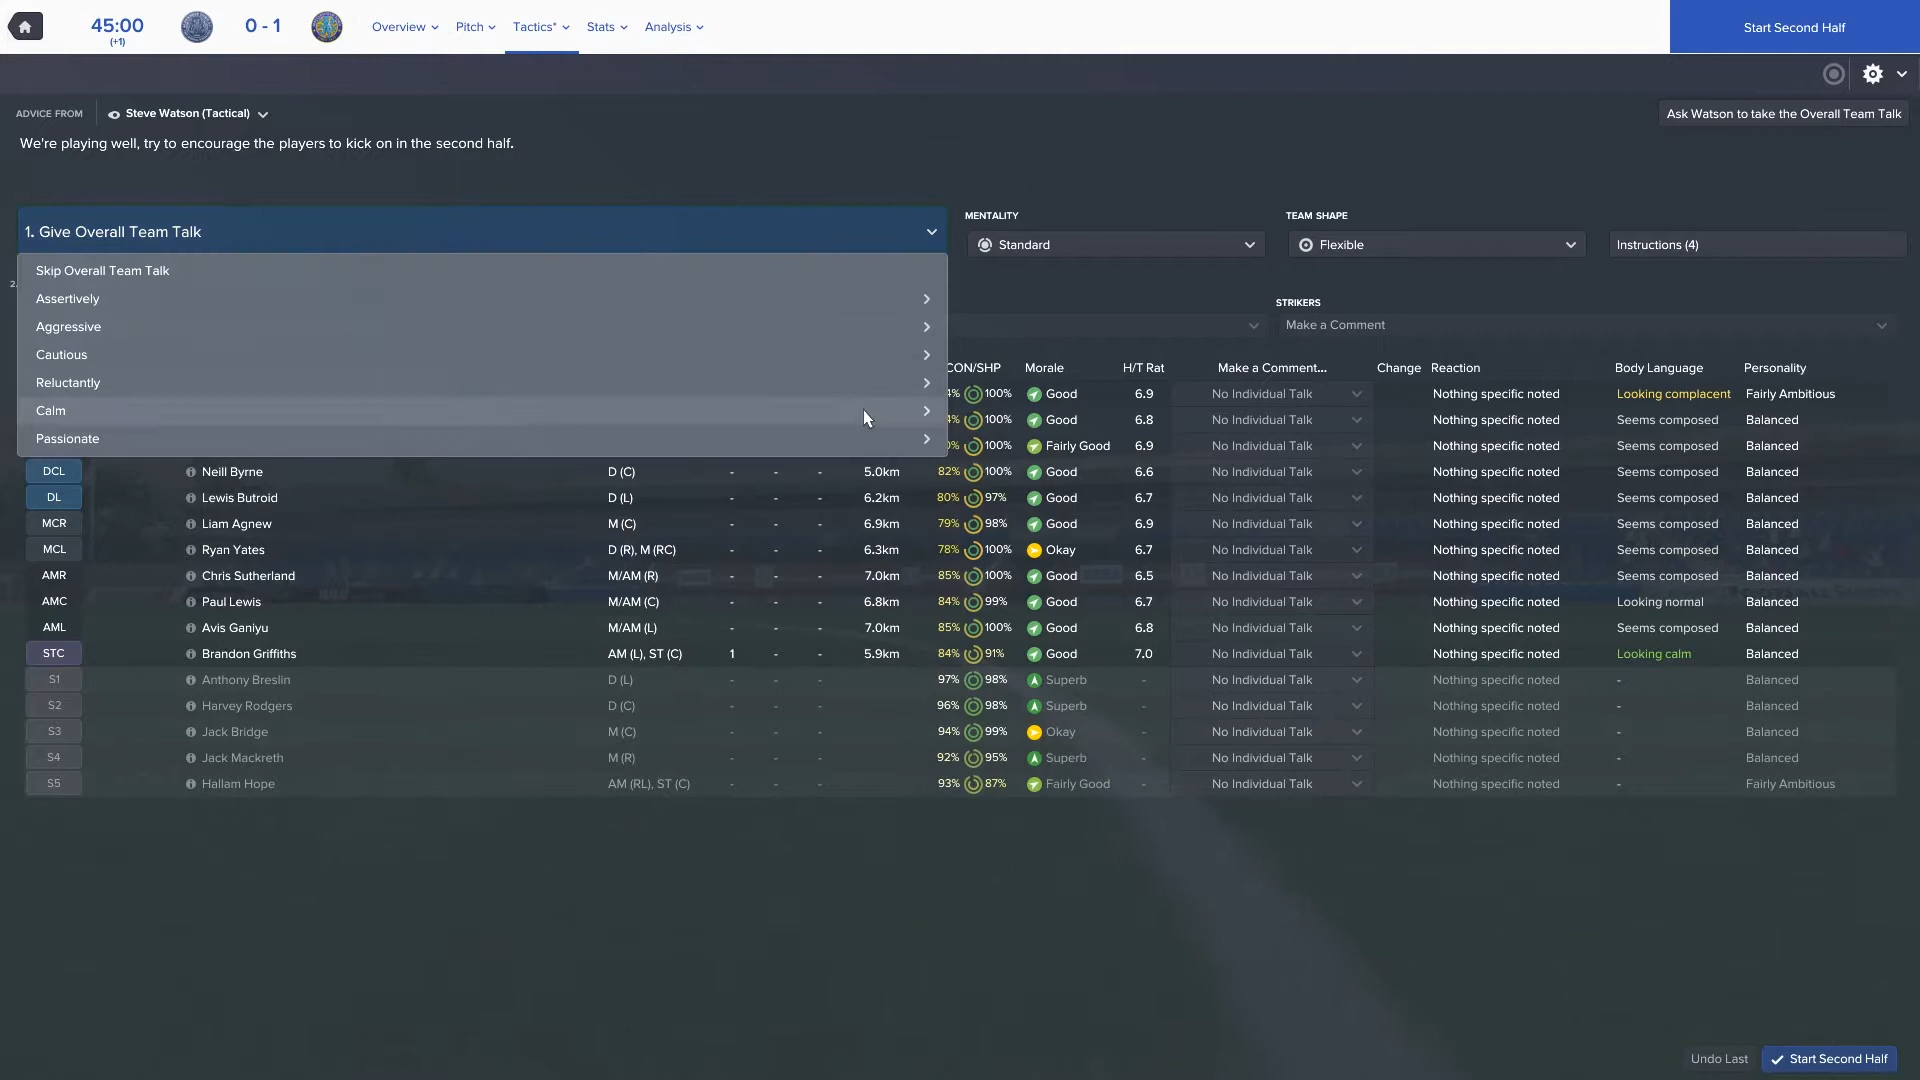 45:00
(+1)
0 - 1
Overview
Pitch
Tactics*
Stats
Analysis
Start Second Half
ADVICE FROM
Steve Watson (Tactical)
Ask Watson to take the Overall Team Talk
We're playing well, try to encourage the players to kick on in the second half.
1. Give Overall Team Talk
MENTALITY
Standard
TEAM SHAPE
Flexible
Instructions (4)
Skip Overall Team Talk
Assertively
Aggressive
Cautious
Reluctantly
Calm
Passionate
2.
STRIKERS
Make a Comment
CON/SHP Morale H/T Rat Make a Comment... Change Reaction Body Language Personality
4% 100% Good 6.9 No Individual Talk Nothing specific noted Looking complacent Fairly Ambitious
4% 100% Good 6.8 No Individual Talk Nothing specific noted Seems composed Balanced
0% 100% Fairly Good 6.9 No Individual Talk Nothing specific noted Seems composed Balanced
DCL Neill Byrne D (C) - - - 5.0km 82% 100% Good 6.6 No Individual Talk Nothing specific noted Seems composed Balanced
DL Lewis Butroid D (L) - - - 6.2km 80% 97% Good 6.7 No Individual Talk Nothing specific noted Seems composed Balanced
MCR Liam Agnew M (C) - - - 6.9km 79% 98% Good 6.9 No Individual Talk Nothing specific noted Seems composed Balanced
MCL Ryan Yates D (R), M (RC) - - - 6.3km 78% 100% Okay 6.7 No Individual Talk Nothing specific noted Seems composed Balanced
AMR Chris Sutherland M/AM (R) - - - 7.0km 85% 100% Good 6.5 No Individual Talk Nothing specific noted Seems composed Balanced
AMC Paul Lewis M/AM (C) - - - 6.8km 84% 99% Good 6.7 No Individual Talk Nothing specific noted Looking normal Balanced
AML Avis Ganiyu M/AM (L) - - - 7.0km 85% 100% Good 6.8 No Individual Talk Nothing specific noted Seems composed Balanced
STC Brandon Griffiths AM (L), ST (C) 1 - - 5.9km 84% 91% Good 7.0 No Individual Talk Nothing specific noted Looking calm Balanced
S1 Anthony Breslin D (L) - - - 97% 98% Superb - No Individual Talk Nothing specific noted - Balanced
S2 Harvey Rodgers D (C) - - - 96% 98% Superb - No Individual Talk Nothing specific noted - Balanced
S3 Jack Bridge M (C) - - - 94% 99% Okay - No Individual Talk Nothing specific noted - Balanced
S4 Jack Mackreth M (R) - - - 92% 95% Superb - No Individual Talk Nothing specific noted - Balanced
S5 Hallam Hope AM (RL), ST (C) - - - 93% 87% Fairly Good - No Individual Talk Nothing specific noted - Fairly Ambitious
Undo Last
Start Second Half